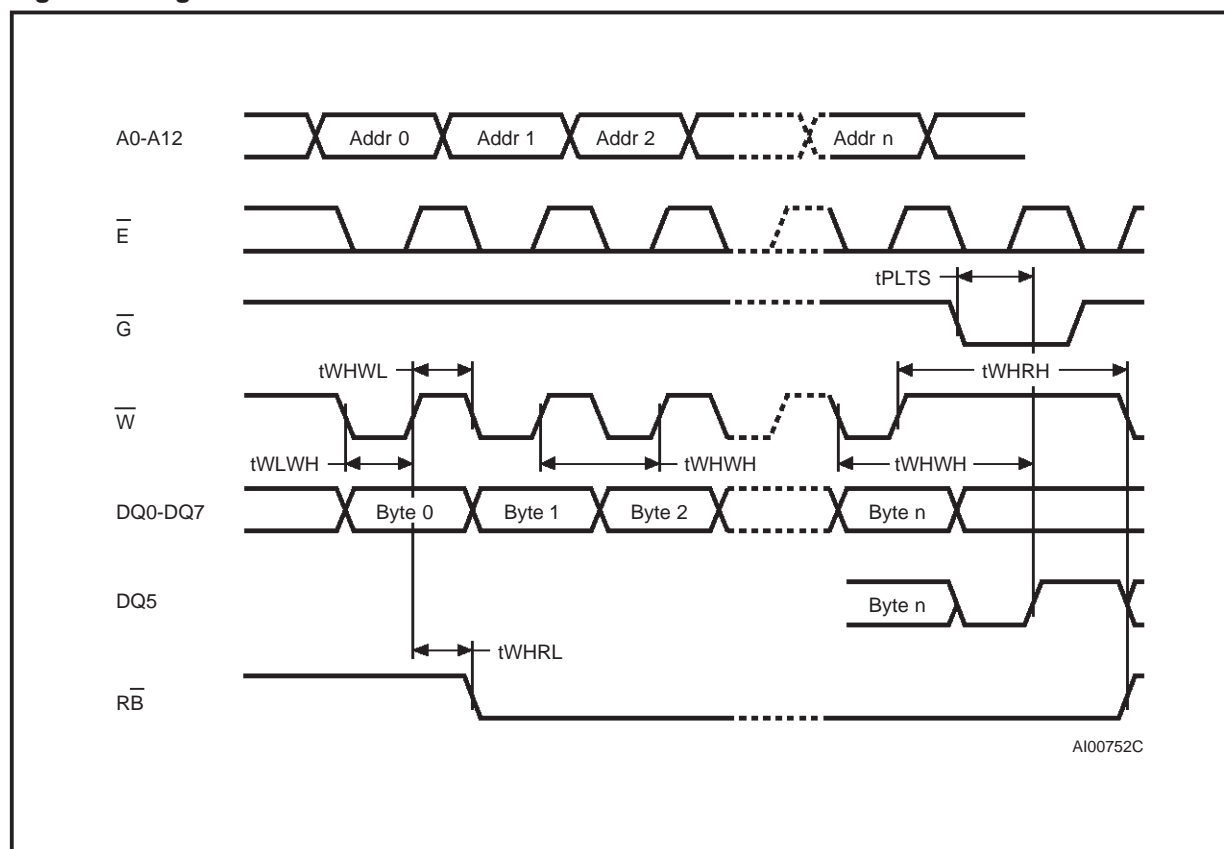 A0-A12
Addr 0
Addr 1
Addr 2
Addr n
E̅
tPLTS
G̅
tWHWL
tWHRH
W̅
tWLWH
tWHWH
tWHWH
DQ0-DQ7
Byte 0
Byte 1
Byte 2
Byte n
DQ5
Byte n
tWHRL
RB̅
AI00752C